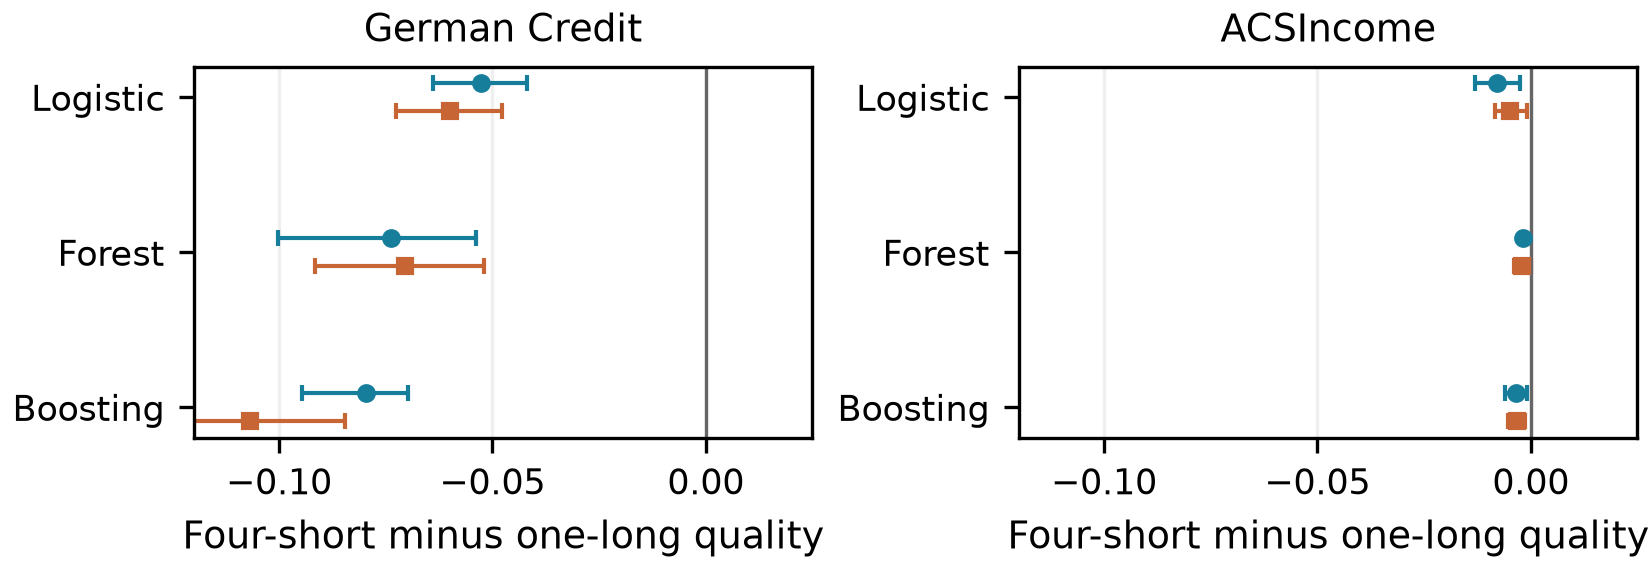 German Credit
Logistic
Forest
Boosting
−0.10 −0.05 0.00
Four-short minus one-long quality
ACSIncome
Logistic
Forest
Boosting
−0.10 −0.05 0.00
Four-short minus one-long quality